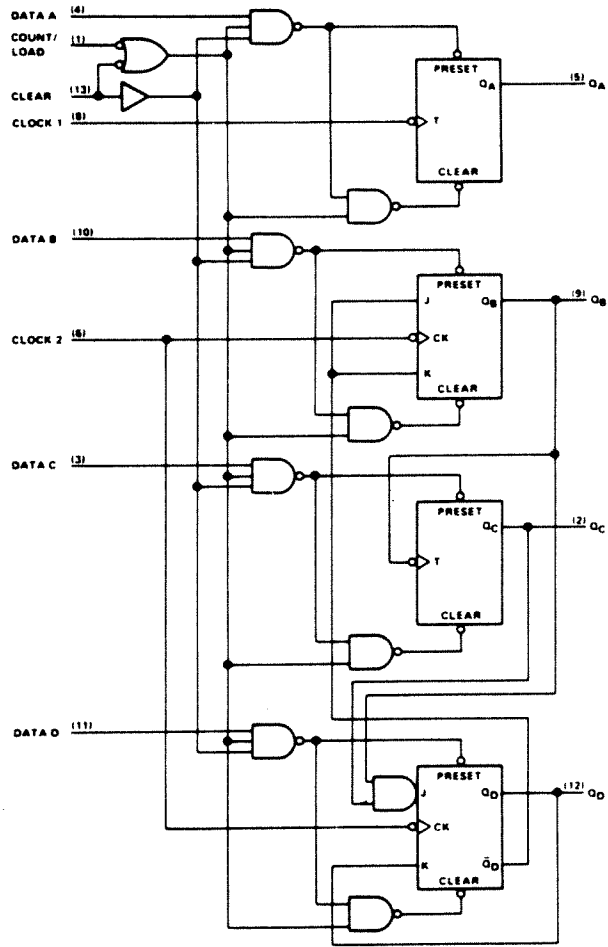 DATA A (4)
COUNT/ (1)
LOAD
CLEAR (13)
CLOCK 1 (8)
PRESET
QA (5) QA
T
CLEAR
DATA B (10)
PRESET
J QB (9) QB
CLOCK 2 (6)
CK
K
CLEAR
DATA C (3)
PRESET
QC (2) QC
T
CLEAR
DATA D (11)
PRESET
J QD (12) QD
CK
K Q̄D
CLEAR